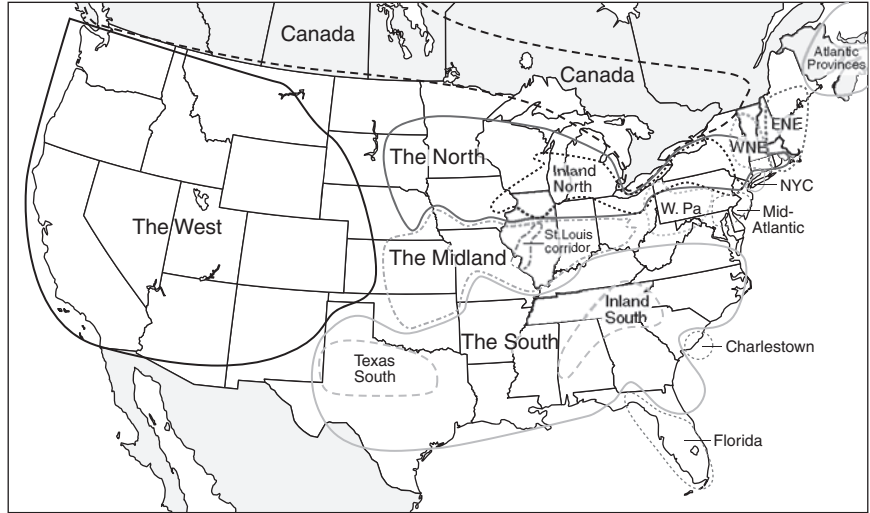 Canada
Canada
Atlantic
Provinces
ENE
WNE
The North
Inland
North
NYC
W. Pa
Mid-
Atlantic
The West
St.Louis
corridor
The Midland
Inland
South
The South
Charlestown
Texas
South
Florida